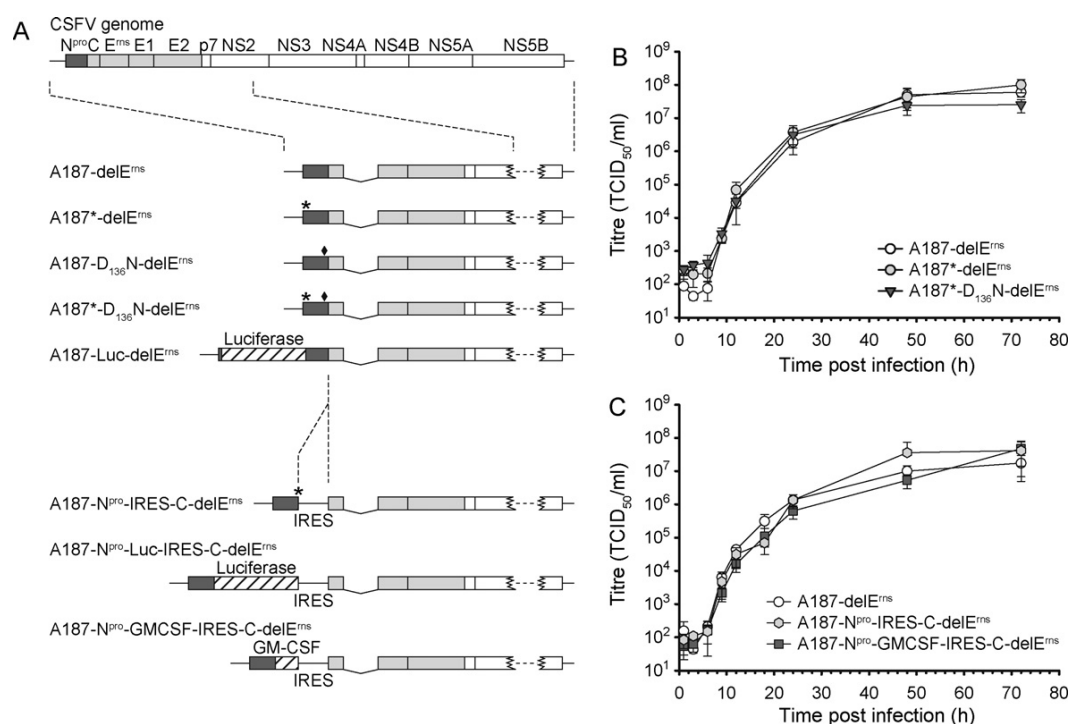 A
CSFV genome
NᵖʳᵒC Eʳⁿˢ E1 E2 p7 NS2 NS3 NS4A NS4B NS5A NS5B
A187-delEʳⁿˢ
*
A187*-delEʳⁿˢ
♦
A187-D₁₃₆N-delEʳⁿˢ
* ♦
A187*-D₁₃₆N-delEʳⁿˢ
Luciferase
A187-Luc-delEʳⁿˢ
*
A187-Nᵖʳᵒ-IRES-C-delEʳⁿˢ
IRES
A187-Nᵖʳᵒ-Luc-IRES-C-delEʳⁿˢ
Luciferase
IRES
A187-Nᵖʳᵒ-GMCSF-IRES-C-delEʳⁿˢ
GM-CSF
IRES
B
Titre (TCID₅₀/ml)
10⁹
10⁸
10⁷
10⁶
10⁵
10⁴
10³
10²
10¹
A187-delEʳⁿˢ
A187*-delEʳⁿˢ
A187*-D₁₃₆N-delEʳⁿˢ
0 10 20 30 40 50 60 70 80
Time post infection (h)
C
Titre (TCID₅₀/ml)
10⁹
10⁸
10⁷
10⁶
10⁵
10⁴
10³
10²
10¹
A187-delEʳⁿˢ
A187-Nᵖʳᵒ-IRES-C-delEʳⁿˢ
A187-Nᵖʳᵒ-GMCSF-IRES-C-delEʳⁿˢ
0 10 20 30 40 50 60 70 80
Time post infection (h)